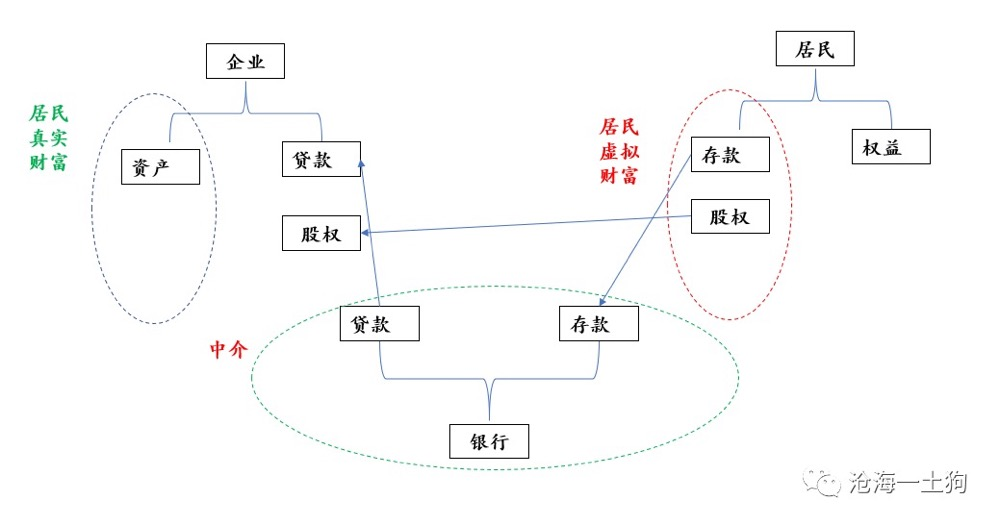 企业
居民
居民
真实
财富
居民
虚拟
财富
资产
贷款
存款
权益
股权
股权
贷款
存款
中介
银行
沧海一土狗